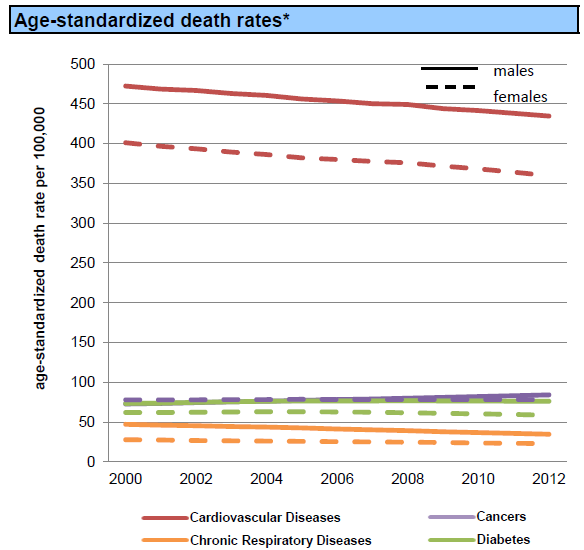 Age-standardized death rates*
500
males
450
females
400
350
300
250
200
150
100
50
0
age-standardized death rate per 100,000
2000 2002 2004 2006 2008 2010 2012
Cardiovascular Diseases Cancers
Chronic Respiratory Diseases Diabetes